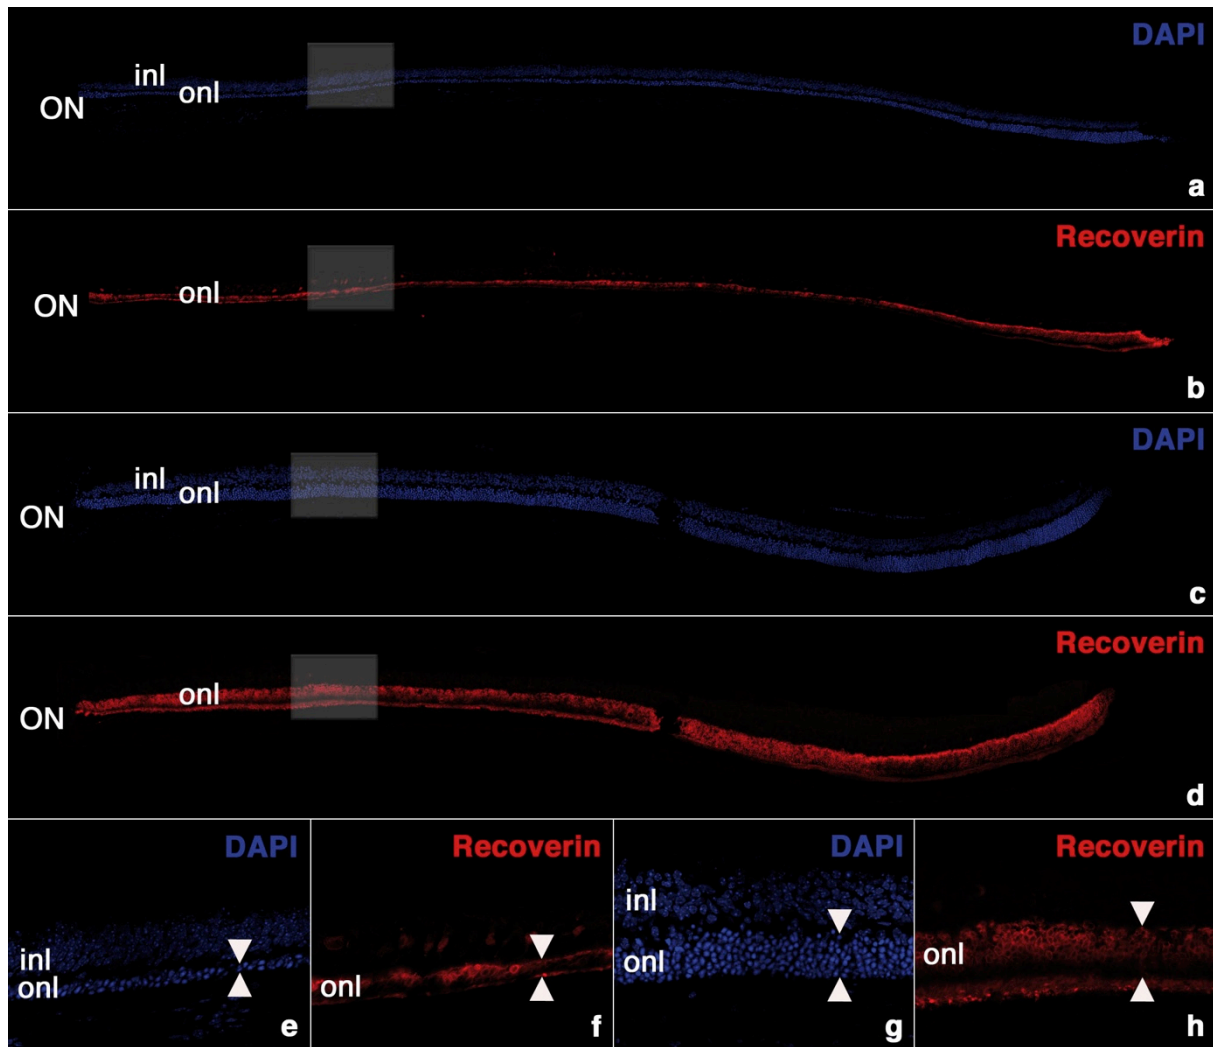 DAPI
inl
onl
ON
a
Recoverin
onl
ON
b
DAPI
inl
onl
ON
c
Recoverin
onl
ON
d
DAPI
inl
onl
e
Recoverin
onl
f
DAPI
inl
onl
g
Recoverin
onl
h